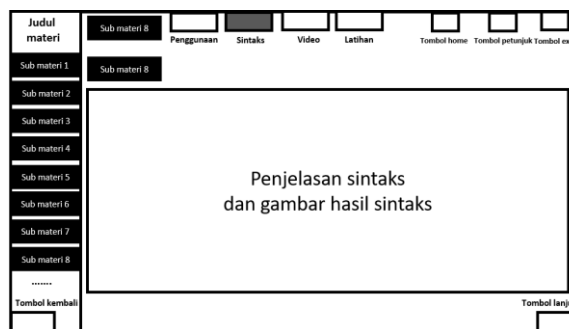 Judul
materi
Sub materi 1
Sub materi 2
Sub materi 3
Sub materi 4
Sub materi 5
Sub materi 6
Sub materi 7
Sub materi 8
.......
Tombol kembali
Sub materi 8
Penggunaan
Sintaks
Video
Latihan
Tombol home
Tombol petunjuk
Tombol
Sub materi 8
Penjelasan sintaks
dan gambar hasil sintaks
Tombol